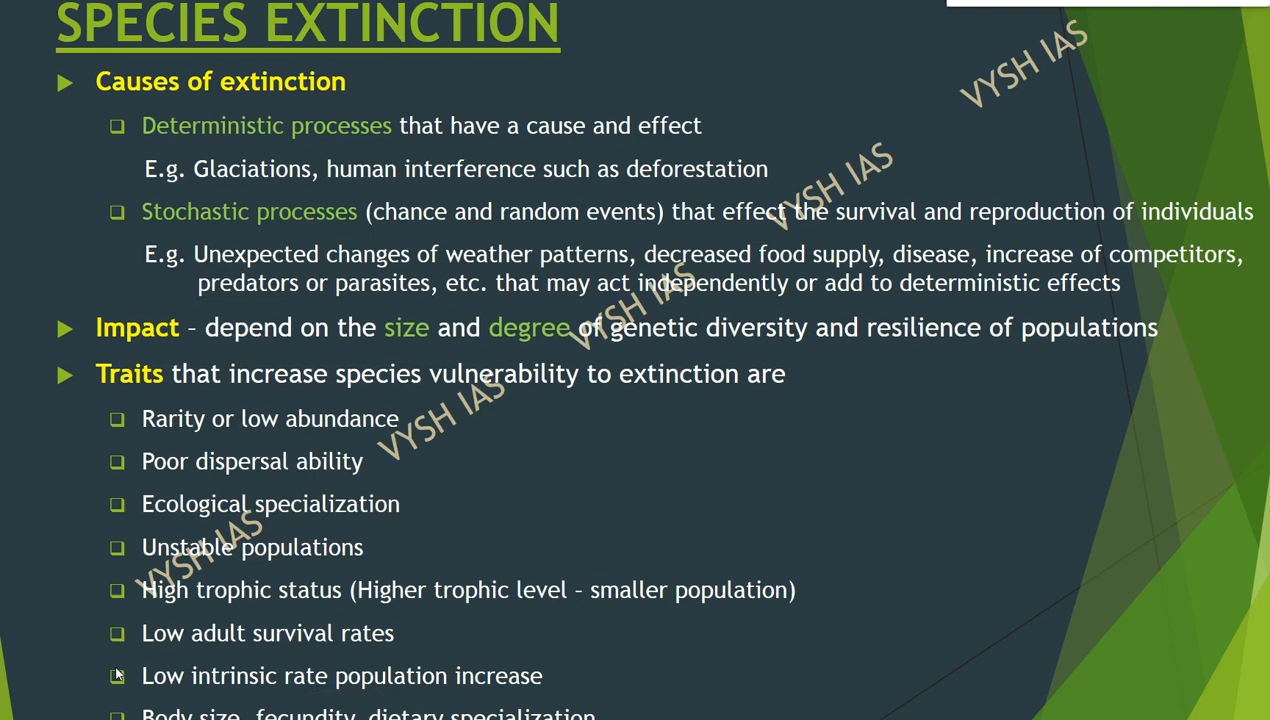 SPECIES EXTINCTION
Causes of extinction
Deterministic processes that have a cause and effect
E.g. Glaciations, human interference such as deforestation
Stochastic processes (chance and random events) that effect the survival and reproduction of individuals
E.g. Unexpected changes of weather patterns, decreased food supply, disease, increase of competitors,
predators or parasites, etc. that may act independently or add to deterministic effects
Impact – depend on the size and degree of genetic diversity and resilience of populations
Traits that increase species vulnerability to extinction are
Rarity or low abundance
Poor dispersal ability
Ecological specialization
Unstable populations
High trophic status (Higher trophic level – smaller population)
Low adult survival rates
Low intrinsic rate population increase
Body size, fecundity, dietary specialization
VYSH IAS
VYSH IAS
VYSH IAS
VYSH IAS
VYSH IAS